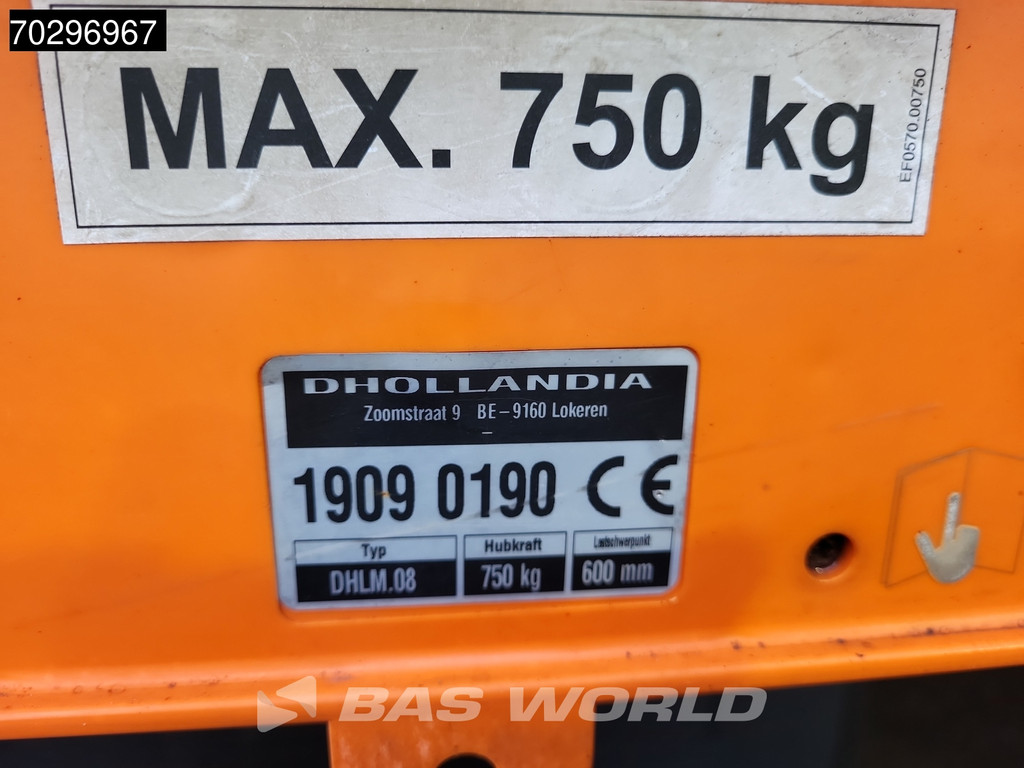 70296967
MAX. 750 kg
EF0570.00750
DHOLLANDIA
Zoomstraat 9 BE–9160 Lokeren
–
1909 0190 CE
Typ Hubkraft Lastschwerpunkt
DHLM.08 750 kg 600 mm
BAS WORLD